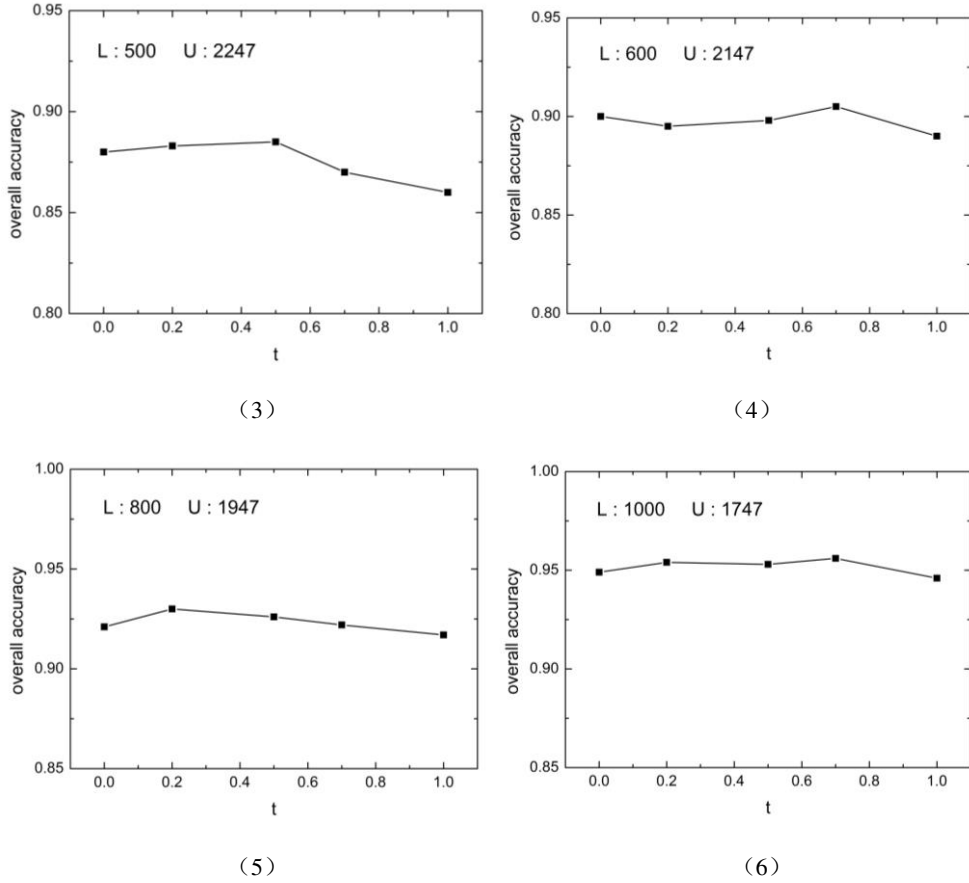 0.95
0.90
0.85
0.80
overall accuracy
L : 500 U : 2247
0.0 0.2 0.4 0.6 0.8 1.0
t
（3）
0.95
0.90
0.85
0.80
overall accuracy
L : 600 U : 2147
0.0 0.2 0.4 0.6 0.8 1.0
t
（4）
1.00
0.95
0.90
0.85
overall accuracy
L : 800 U : 1947
0.0 0.2 0.4 0.6 0.8 1.0
t
（5）
1.00
0.95
0.90
0.85
overall accuracy
L : 1000 U : 1747
0.0 0.2 0.4 0.6 0.8 1.0
t
（6）